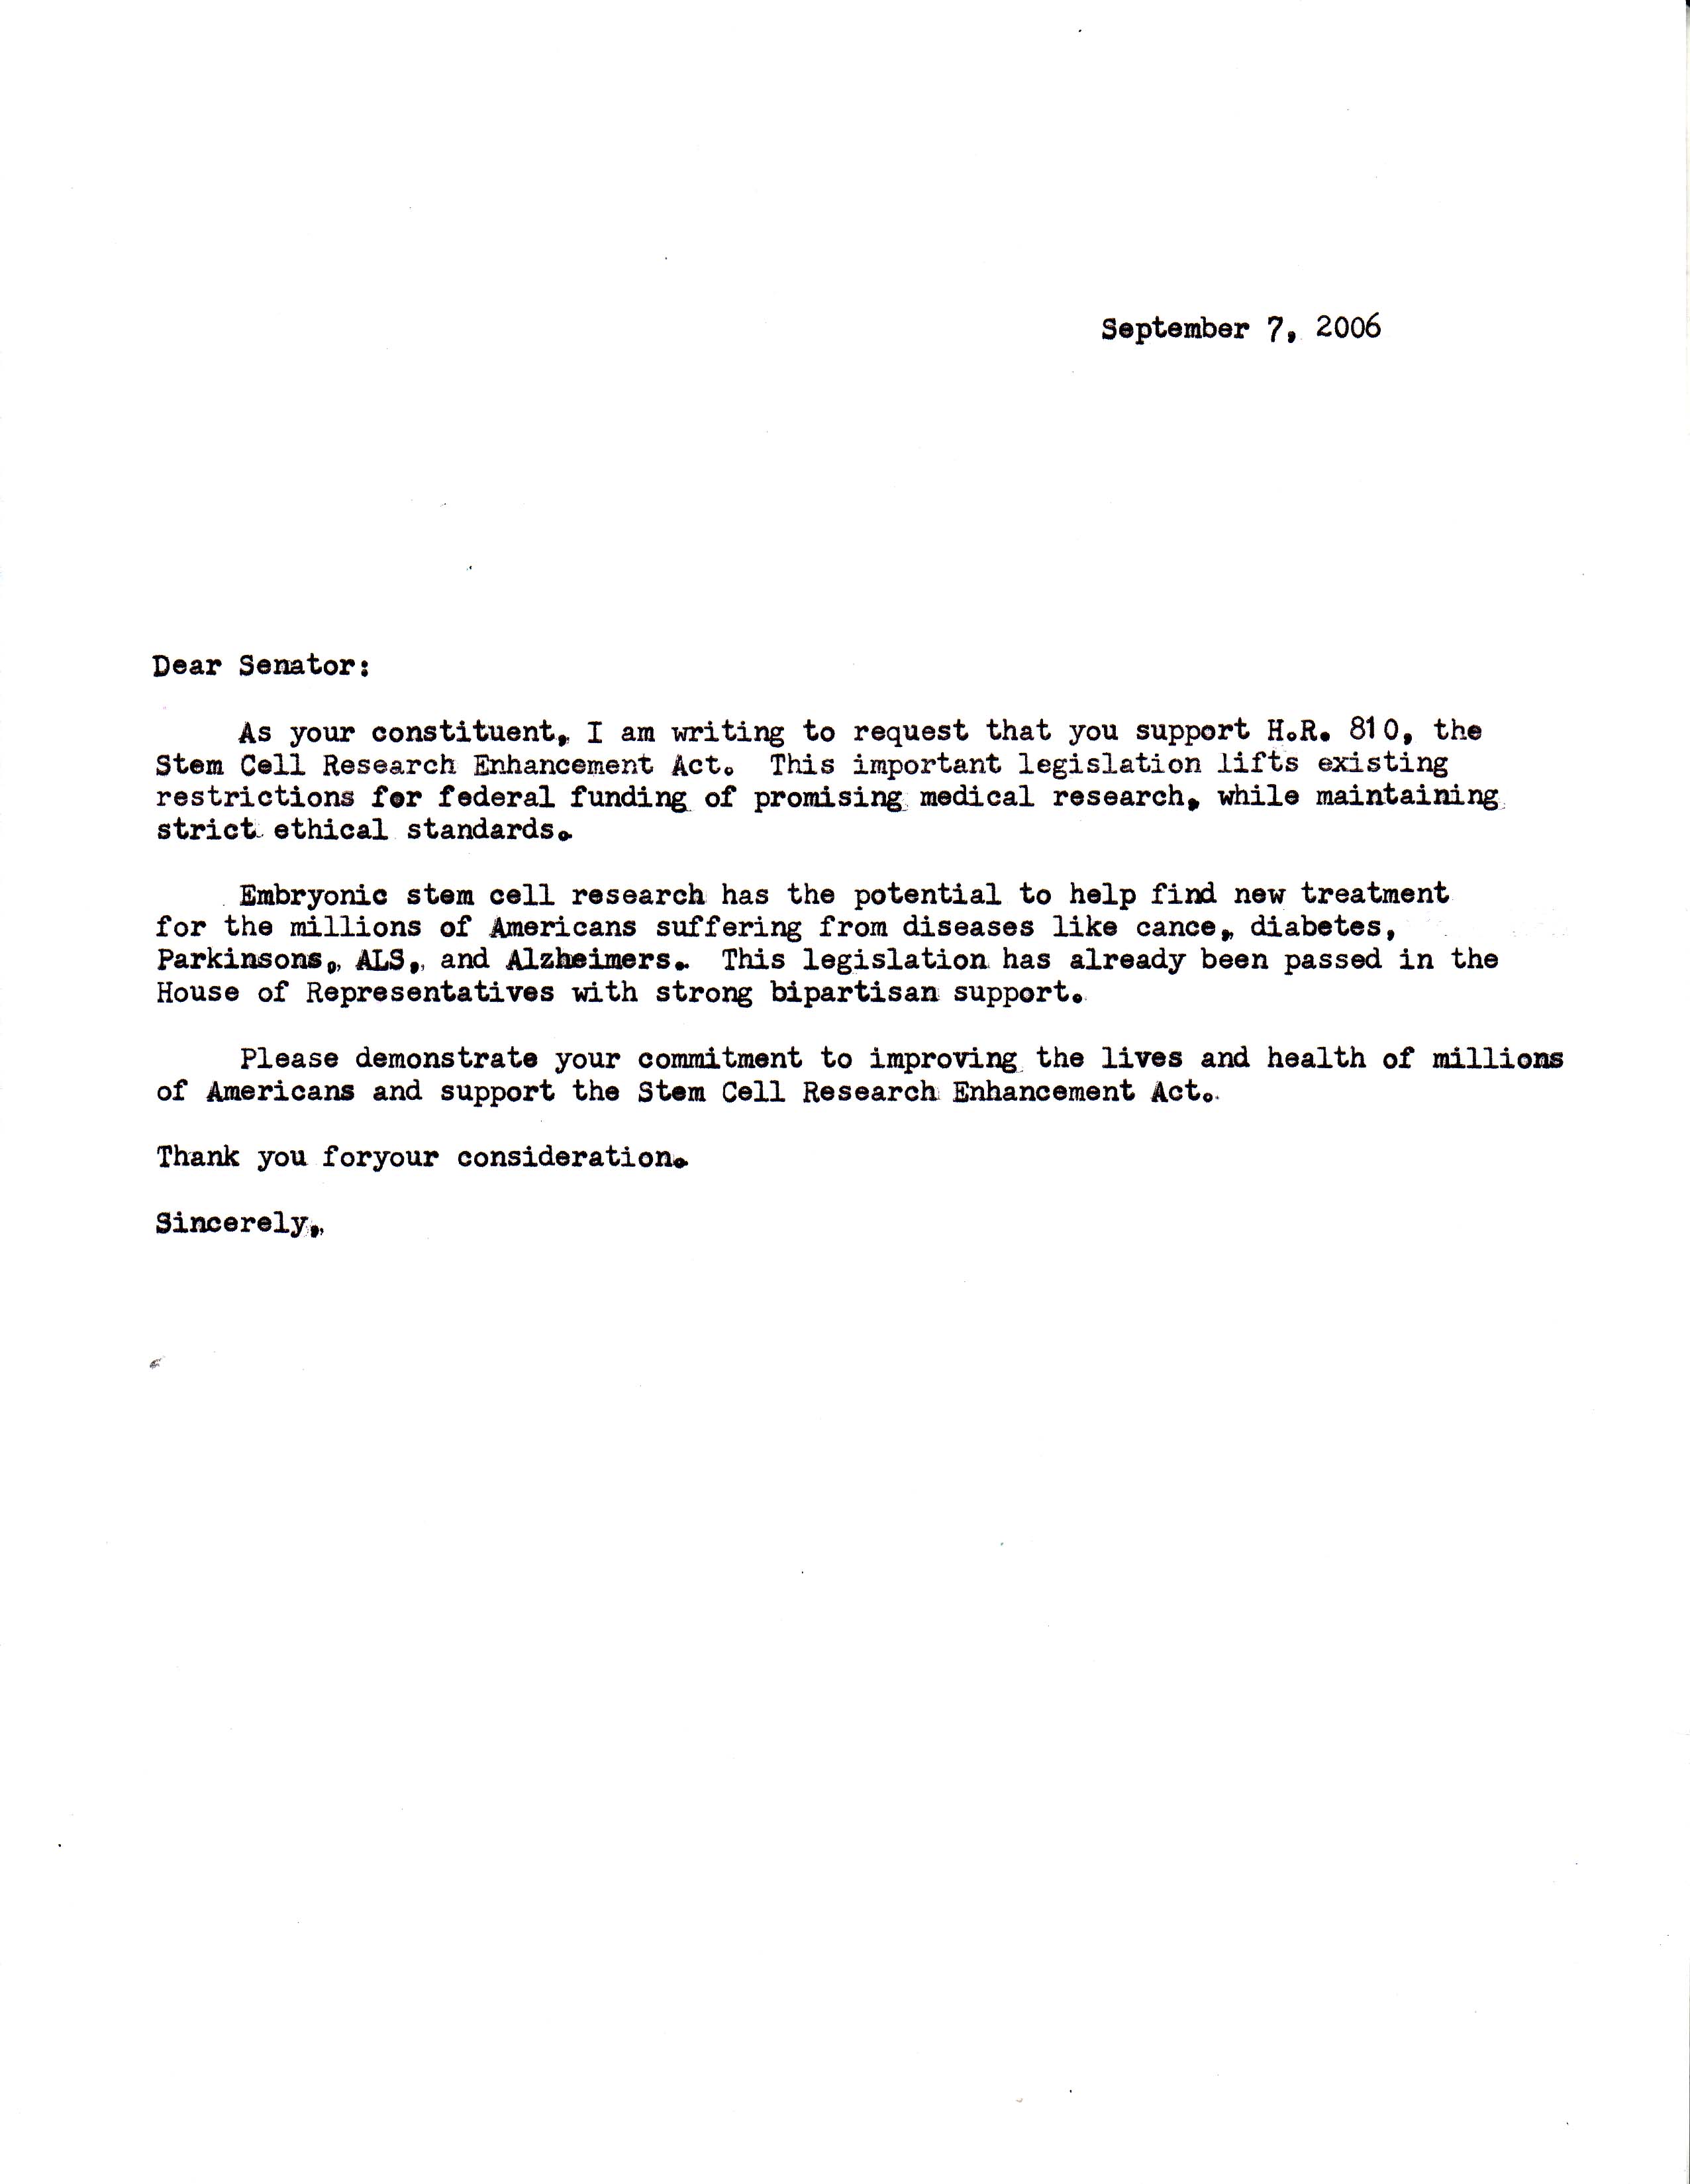 September 7, 2006
Dear Senator:
As your constituent, I am writing to request that you support H.R. 810, the
Stem Cell Research Enhancement Act. This important legislation lifts existing
restrictions for federal funding of promising medical research, while maintaining
strict ethical standards.
Embryonic stem cell research has the potential to help find new treatment
for the millions of Americans suffering from diseases like cance, diabetes,
Parkinsons, ALS, and Alzheimers. This legislation has already been passed in the
House of Representatives with strong bipartisan support.
Please demonstrate your commitment to improving the lives and health of millions
of Americans and support the Stem Cell Research Enhancement Act.
Thank you foryour consideration.
Sincerely,